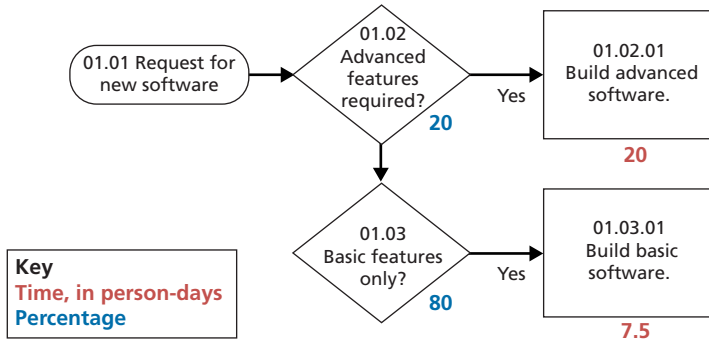 01.01 Request for
new software
01.02
Advanced
features
required?
20
Yes
01.02.01
Build advanced
software.
20
01.03
Basic features
only?
80
Yes
01.03.01
Build basic
software.
7.5
Key
Time, in person-days
Percentage